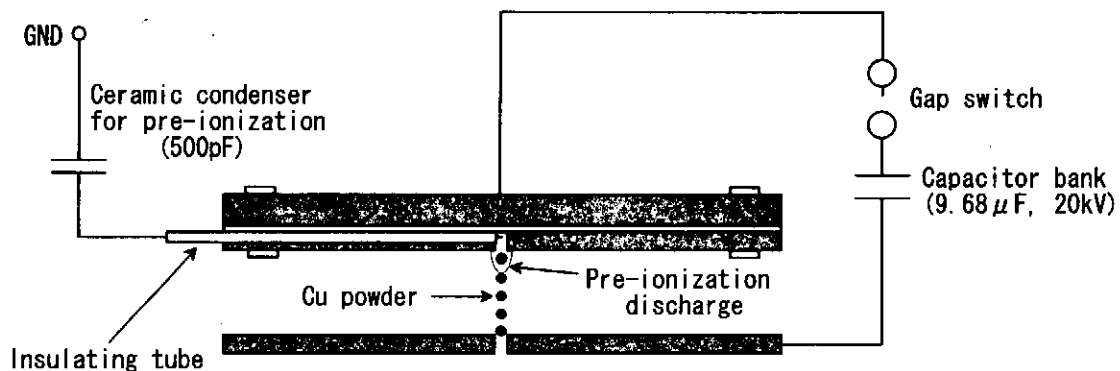 GND
Ceramic condenser
for pre-ionization
(500pF)
Gap switch
Capacitor bank
(9.68μF, 20kV)
Cu powder
Pre-ionization
discharge
Insulating tube